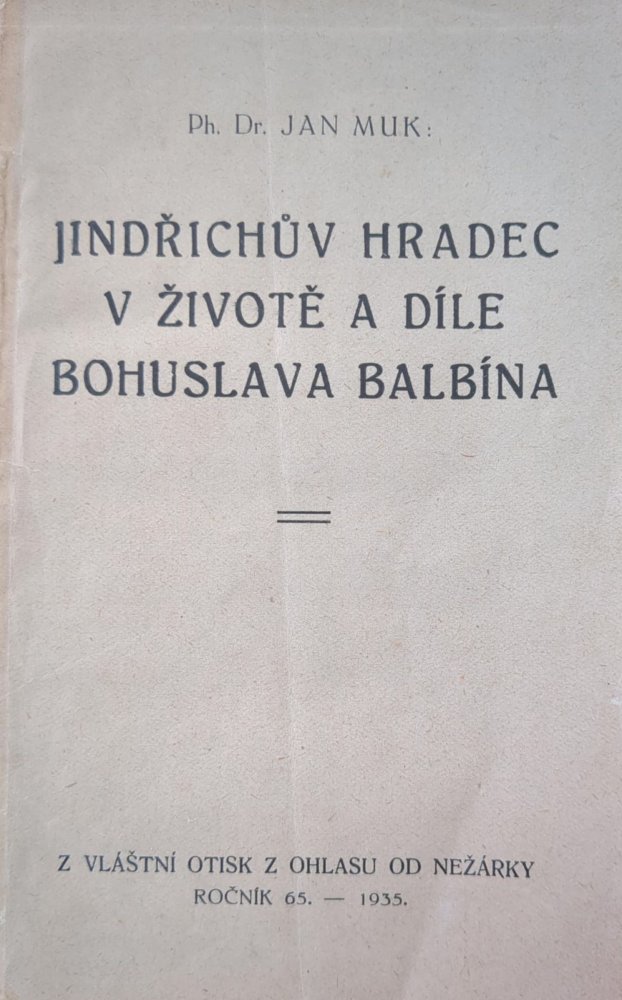 Ph. Dr. JAN MUK:
JINDŘICHŮV HRADEC
V ŽIVOTĚ A DÍLE
BOHUSLAVA BALBÍNA
Z VLÁŠTNÍ OTISK Z OHLASU OD NEŽÁRKY
ROČNÍK 65. — 1935.